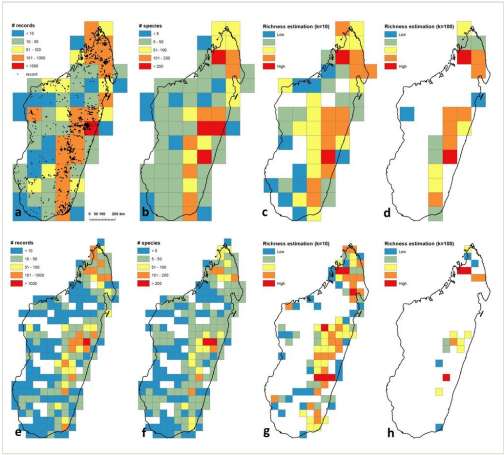 # records
< 10
10 - 50
51 - 100
101 - 1000
> 1000
record
a
0 50 100 200 km
# species
< 5
5 - 50
51 - 100
101 - 200
> 200
b
Richness estimation (k=10)
Low
High
c
Richness estimation (k=100)
Low
High
d
# records
< 10
10 - 50
51 - 100
101 - 1000
> 1000
e
# species
< 5
5 - 50
51 - 100
101 - 200
> 200
f
Richness estimation (k=10)
Low
High
g
Richness estimation (k=100)
Low
High
h